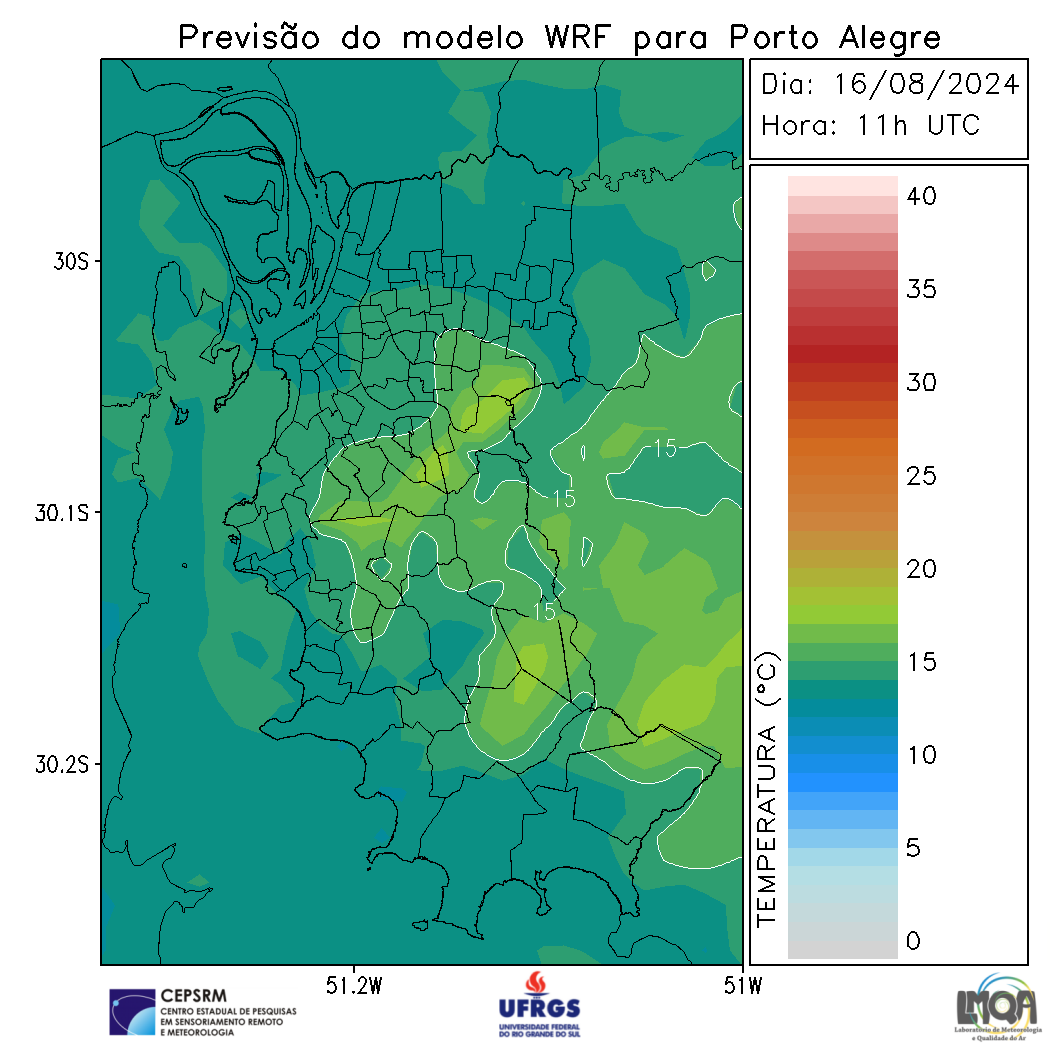 Previsão do modelo WRF para Porto Alegre
Dia: 16/08/2024
Hora: 11h UTC
40
35
30
25
20
15
10
5
0
TEMPERATURA (°C)
30S
30.1S
30.2S
15
15
15
51.2W
51W
CEPSRM
CENTRO ESTADUAL DE PESQUISAS
EM SENSORIAMENTO REMOTO
E METEOROLOGIA
UFRGS
UNIVERSIDADE FEDERAL
DO RIO GRANDE DO SUL
LMQA
Laboratório de Meteorologia
e Qualidade do Ar